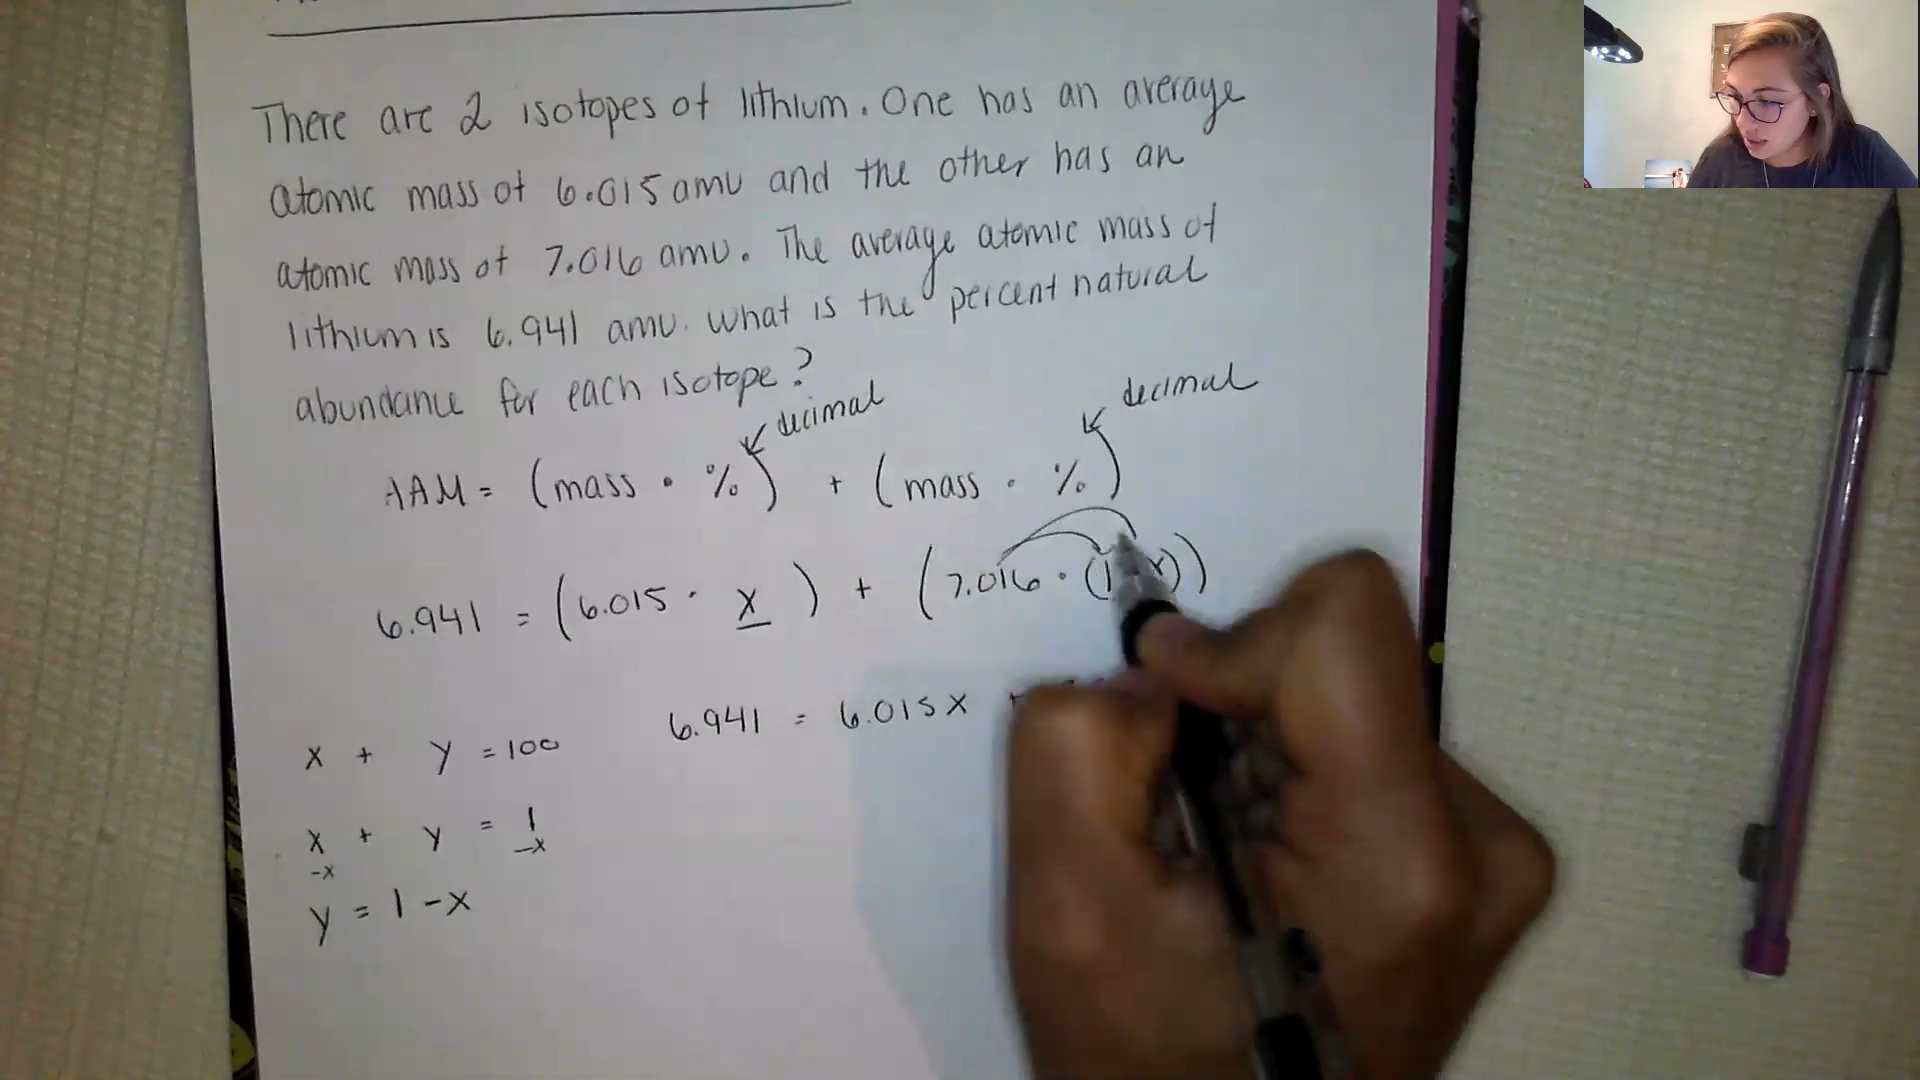 There are 2 isotopes of lithium. One has an average
atomic mass of 6.015 amu and the other has an
atomic mass of 7.016 amu. The average atomic mass of
lithium is 6.941 amu. What is the percent natural
abundance for each isotope?
decimal
decimal
AAM = (mass · %) + (mass · %)
6.941 = (6.015 · x) + (7.016 · (1-x))
6.941 = 6.015x +
x + y = 100
x + y = 1
-x -x
y = 1 - x